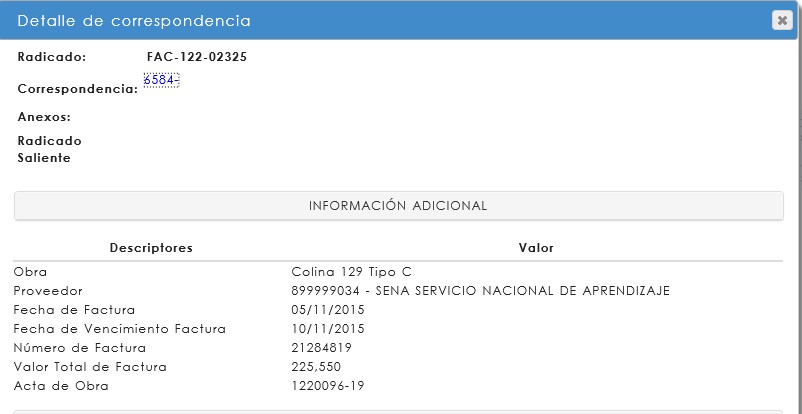 Detalle de correspondencia
Radicado: FAC-122-02325
Correspondencia: 6584-
Anexos:
Radicado
Saliente
INFORMACIÓN ADICIONAL
Descriptores Valor
Obra Colina 129 Tipo C
Proveedor 899999034 - SENA SERVICIO NACIONAL DE APRENDIZAJE
Fecha de Factura 05/11/2015
Fecha de Vencimiento Factura 10/11/2015
Número de Factura 21284819
Valor Total de Factura 225,550
Acta de Obra 1220096-19